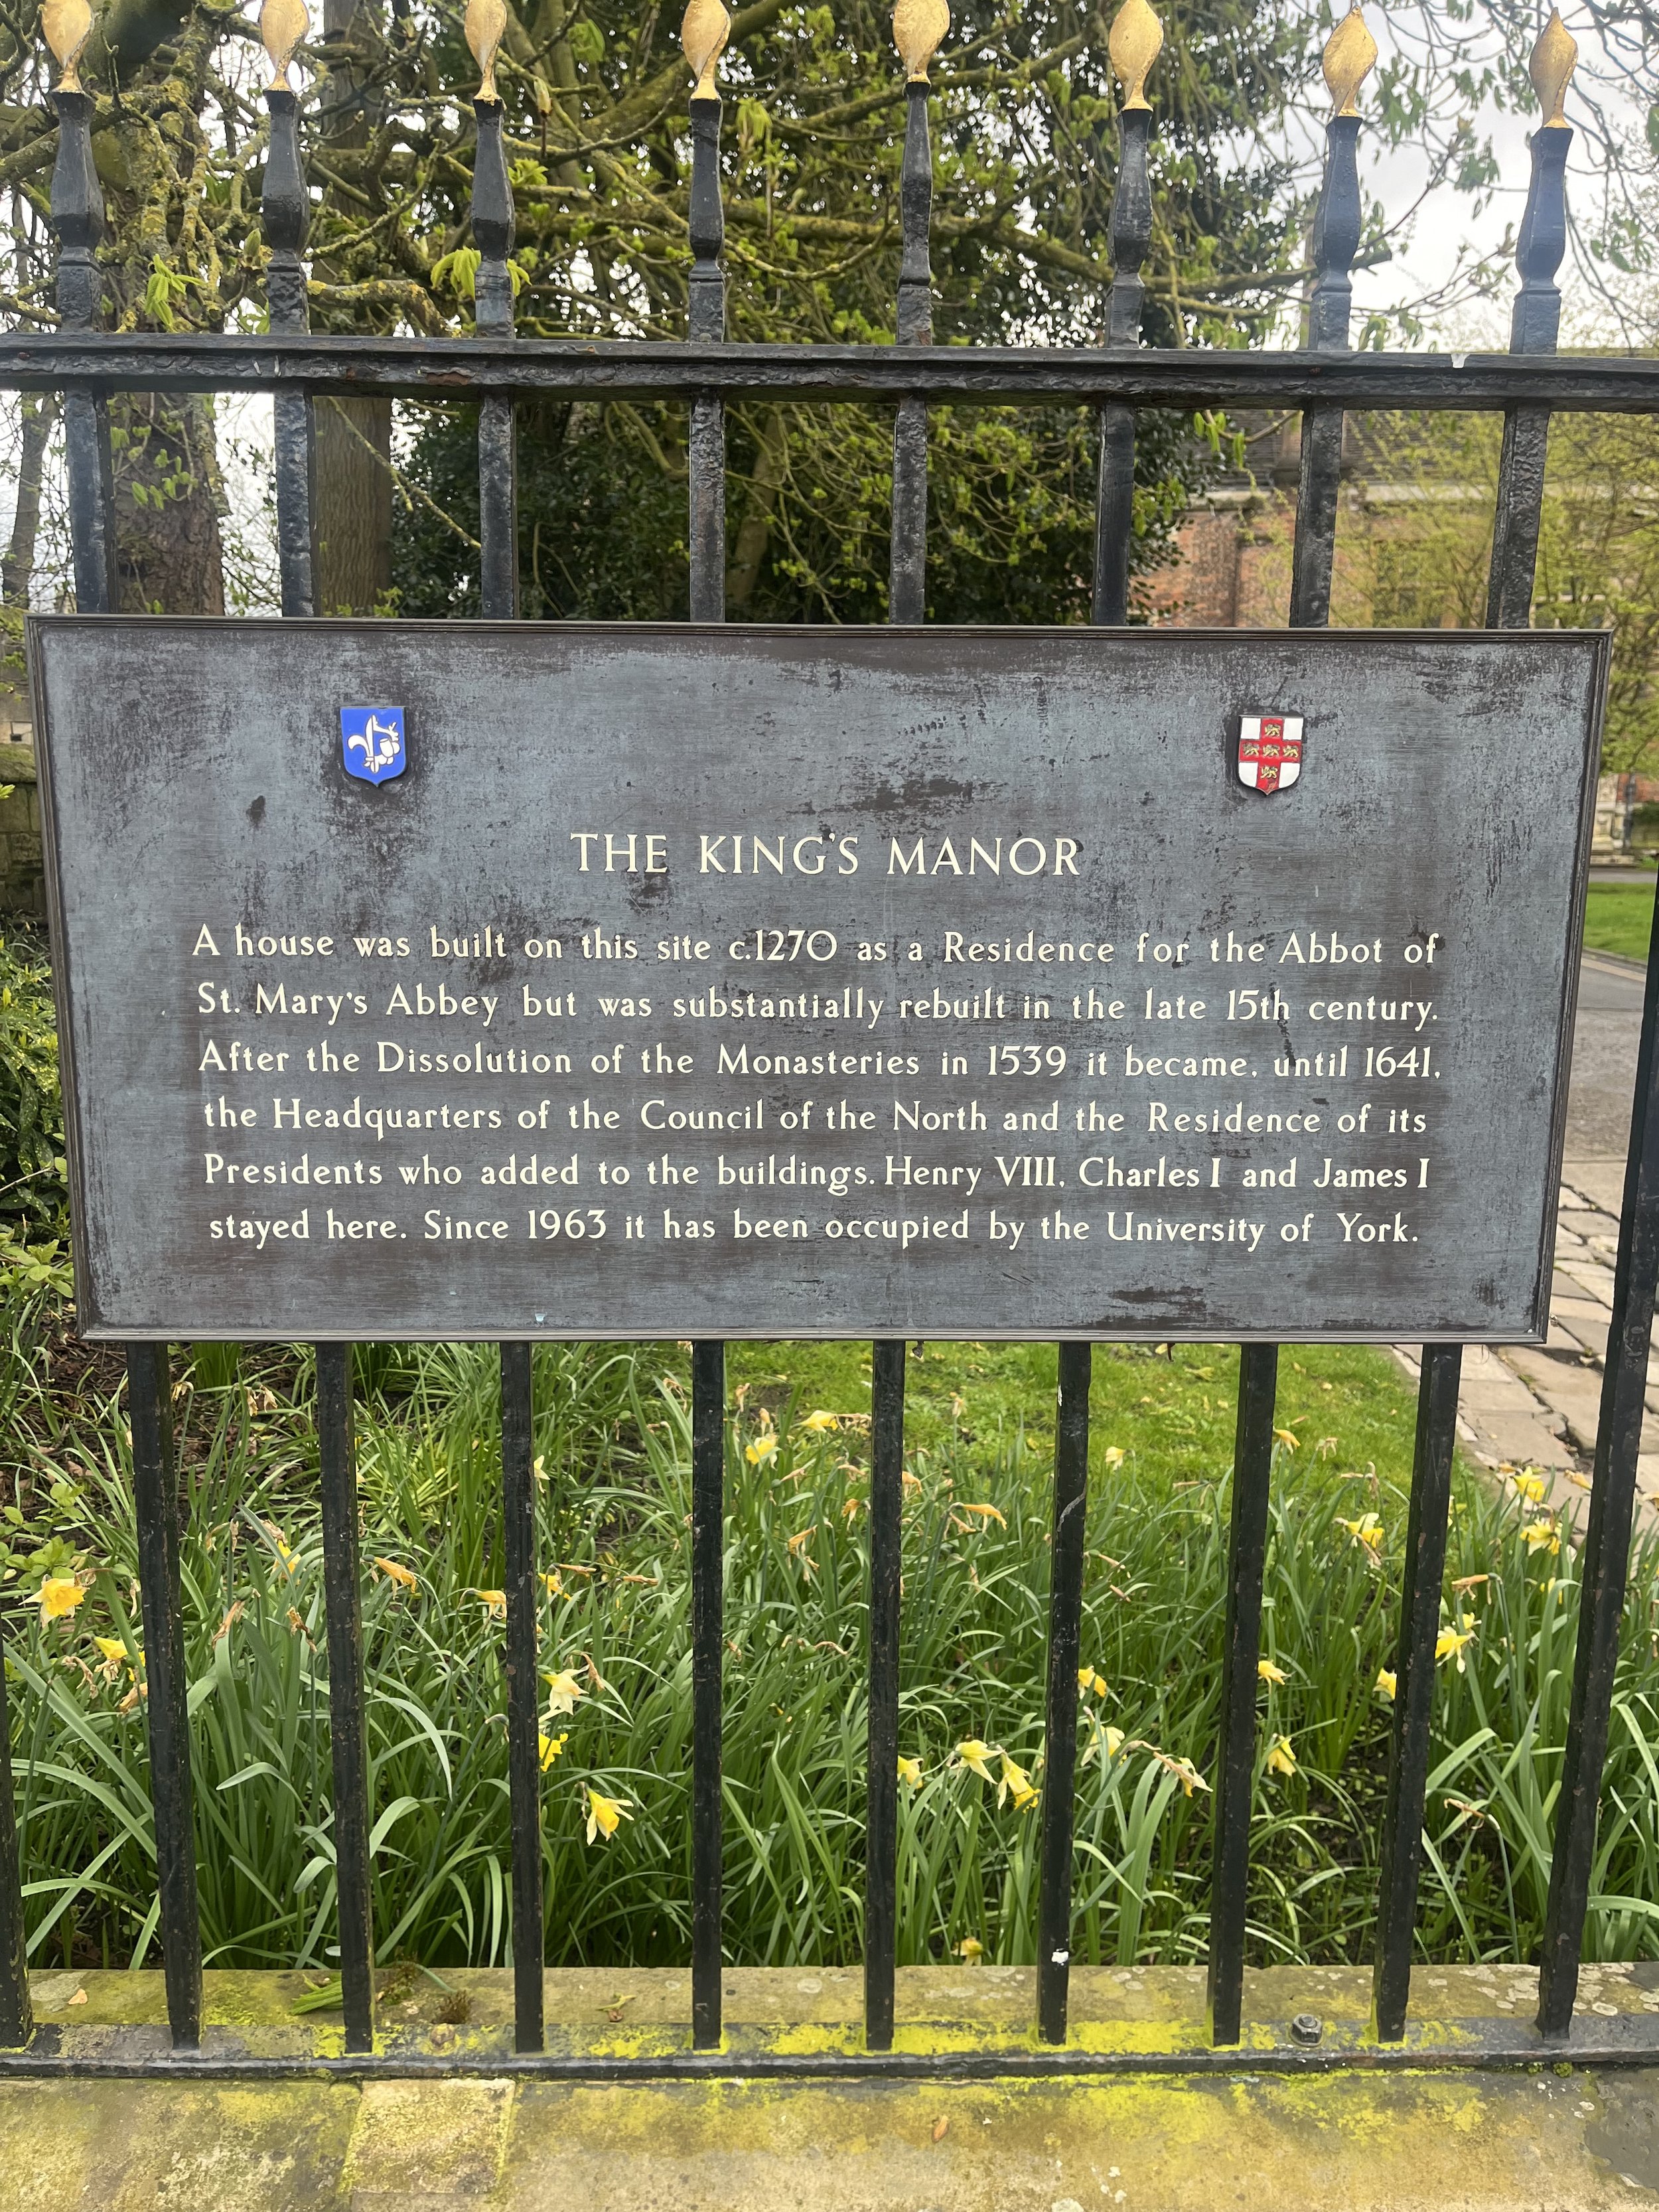 THE KING'S MANOR
A house was built on this site c.1270 as a Residence for the Abbot of
St. Mary's Abbey but was substantially rebuilt in the late 15th century.
After the Dissolution of the Monasteries in 1539 it became, until 1641,
the Headquarters of the Council of the North and the Residence of its
Presidents who added to the buildings. Henry VIII, Charles I and James I
stayed here. Since 1963 it has been occupied by the University of York.